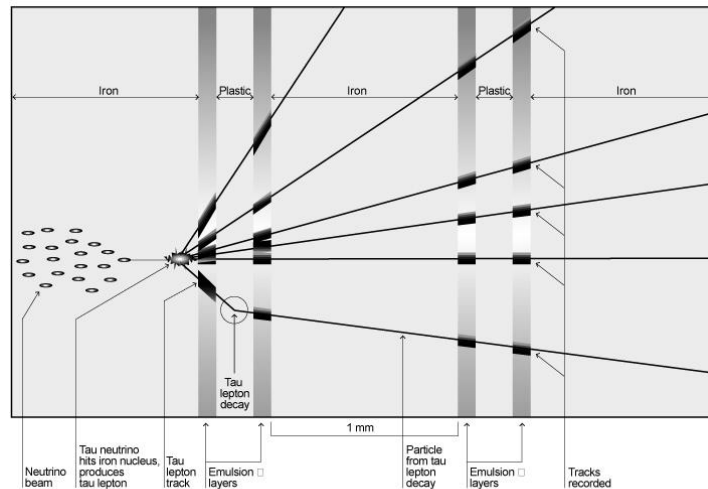 Iron
Plastic
Iron
Plastic
Iron
Tau
lepton
decay
1 mm
Neutrino
beam
Tau neutrino
hits iron nucleus,
produces
tau lepton
Tau
lepton
track
Emulsion □
layers
Particle
from tau
lepton
decay
Emulsion □
layers
Tracks
recorded